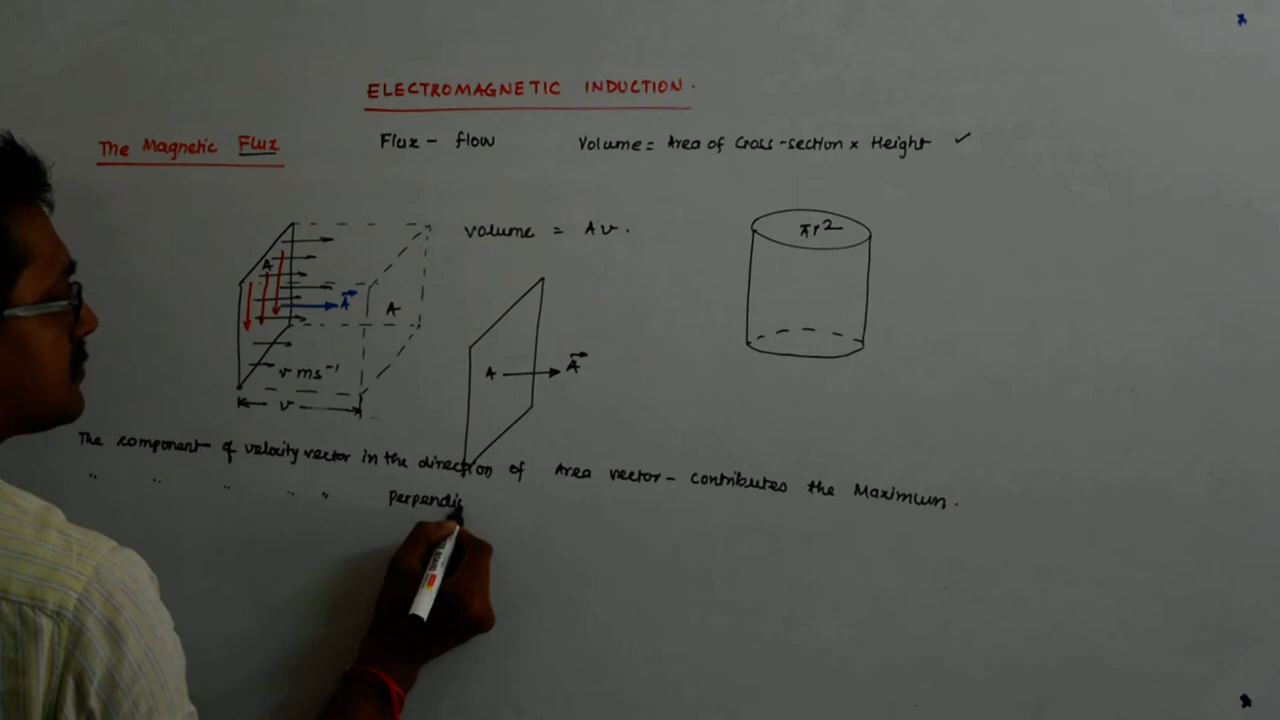 ELECTROMAGNETIC INDUCTION.
The Magnetic Flux
Flux - flow
Volume = Area of Cross-section x Height ✓
volume = Av.
πr2
A
A
A
v ms-1
v
A
A
The component of velocity vector in the direction of Area vector - contributes the Maximum.
" " " " " Perpendic